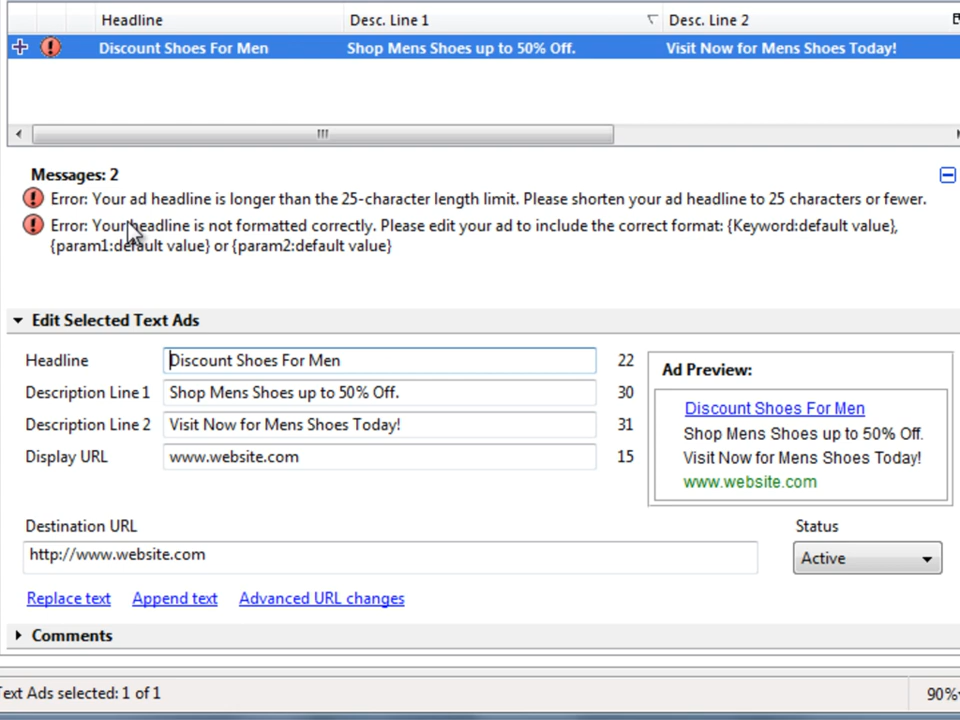 Headline Desc. Line 1 Desc. Line 2
Discount Shoes For Men Shop Mens Shoes up to 50% Off. Visit Now for Mens Shoes Today!
Messages: 2
Error: Your ad headline is longer than the 25-character length limit. Please shorten your ad headline to 25 characters or fewer.
Error: Your headline is not formatted correctly. Please edit your ad to include the correct format: {Keyword:default value},
{param1:default value} or {param2:default value}
Edit Selected Text Ads
Headline Discount Shoes For Men 22
Description Line 1 Shop Mens Shoes up to 50% Off. 30
Description Line 2 Visit Now for Mens Shoes Today! 31
Display URL www.website.com 15
Ad Preview:
Discount Shoes For Men
Shop Mens Shoes up to 50% Off.
Visit Now for Mens Shoes Today!
www.website.com
Destination URL Status
http://www.website.com Active
Replace text Append text Advanced URL changes
Comments
Text Ads selected: 1 of 1 90%